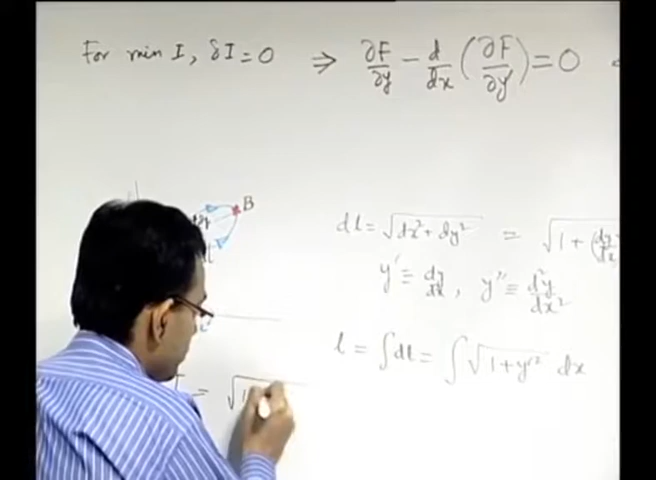 For min I, δI = 0 ⇒ ∂F/∂y − d/dx (∂F/∂y') = 0
B
dl = √(dx² + dy²) = √(1 + (dy/dx
y' ≡ dy/dx , y'' ≡ d²y/dx²
l = ∫dl = ∫√(1 + y'²) dx
= √1